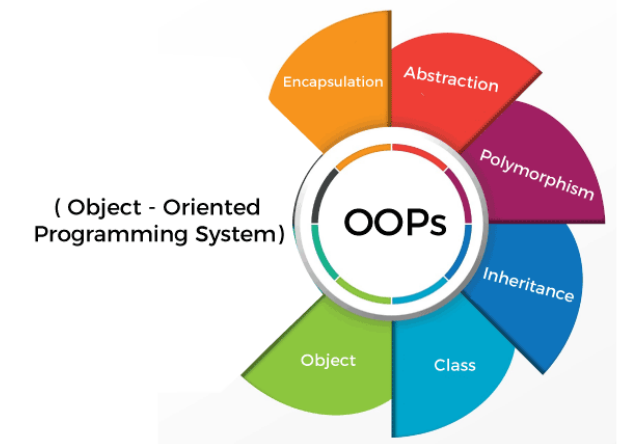 Encapsulation
Abstraction
Polymorphism
( Object - Oriented
Programming System)
OOPs
Inheritance
Object
Class